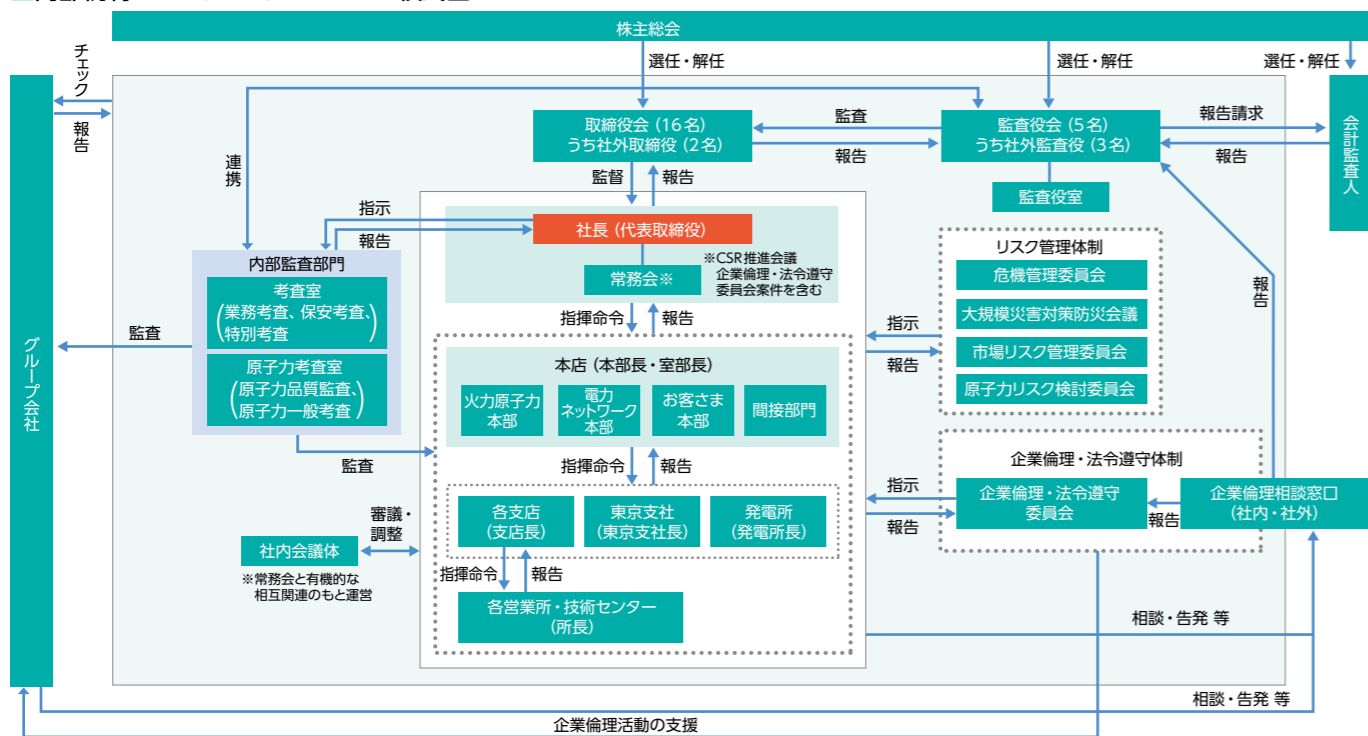 株主総会
チェック
報告
選任・解任
選任・解任
選任・解任
取締役会（16名）
うち社外取締役（2名）
監査
報告
監査役会（5名）
うち社外監査役（3名）
報告請求
報告
会計監査人
連携
監督
報告
監査役室
指示
報告
社長（代表取締役）
※CSR推進会議
企業倫理・法令遵守
委員会案件を含む
常務会※
リスク管理体制
危機管理委員会
大規模災害対策防災会議
市場リスク管理委員会
原子力リスク検討委員会
報告
内部監査部門
考査室
（業務考査、保安考査、
特別考査）
原子力考査室
（原子力品質監査、
原子力一般考査）
監査
グループ会社
指揮命令
報告
指示
報告
本店（本部長・室部長）
火力原子力
本部
電力
ネットワーク
本部
お客さま
本部
間接部門
監査
指揮命令
報告
企業倫理・法令遵守体制
指示
報告
企業倫理・法令遵守
委員会
報告
企業倫理相談窓口
（社内・社外）
各支店
（支店長）
東京支社
（東京支社長）
発電所
（発電所長）
審議・
調整
社内会議体
※常務会と有機的な
相互関連のもと運営
指揮命令
報告
各営業所・技術センター
（所長）
相談・告発 等
相談・告発 等
企業倫理活動の支援